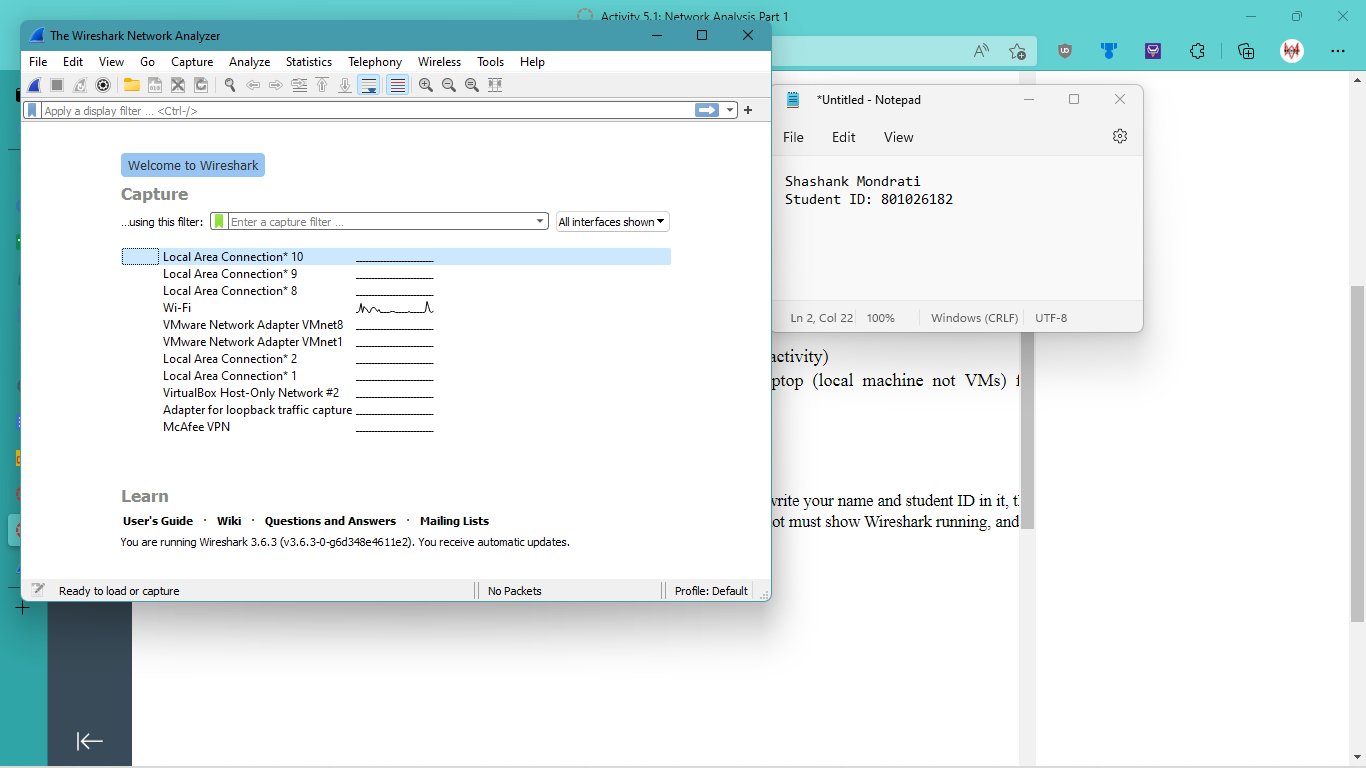 Activity 5.1: Network Analysis Part 1
The Wireshark Network Analyzer
File Edit View Go Capture Analyze Statistics Telephony Wireless Tools Help
Apply a display filter ... <Ctrl-/>
Welcome to Wireshark
Capture
...using this filter: Enter a capture filter ... All interfaces shown
Local Area Connection* 10
Local Area Connection* 9
Local Area Connection* 8
Wi-Fi
VMware Network Adapter VMnet8
VMware Network Adapter VMnet1
Local Area Connection* 2
Local Area Connection* 1
VirtualBox Host-Only Network #2
Adapter for loopback traffic capture
McAfee VPN
Learn
User's Guide · Wiki · Questions and Answers · Mailing Lists
You are running Wireshark 3.6.3 (v3.6.3-0-g6d348e4611e2). You receive automatic updates.
Ready to load or capture No Packets Profile: Default
*Untitled - Notepad
File Edit View
Shashank Mondrati
Student ID: 801026182
Ln 2, Col 22 100% Windows (CRLF) UTF-8
activity)
ptop (local machine not VMs) f
write your name and student ID in it, t
ot must show Wireshark running, and